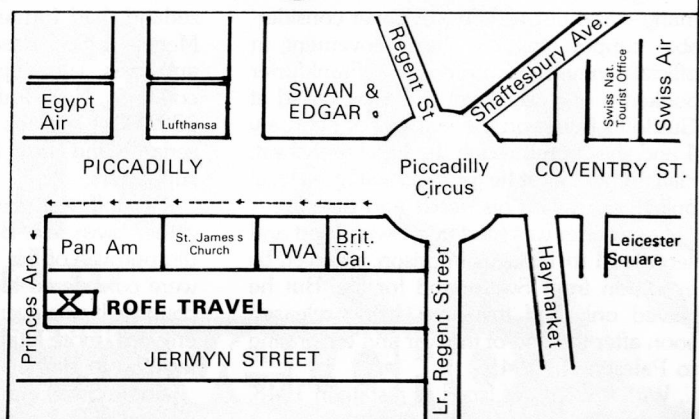 Regent St
Shaftesbury Ave.
Egypt
Air
Lufthansa
SWAN &
EDGAR
Swiss Nat.
Tourist Office
Swiss Air
PICCADILLY
Piccadilly
Circus
COVENTRY ST.
Princes Arc
Pan Am
St. James s
Church
TWA
Brit.
Cal.
Lr. Regent Street
Haymarket
Leicester
Square
ROFE TRAVEL
JERMYN STREET